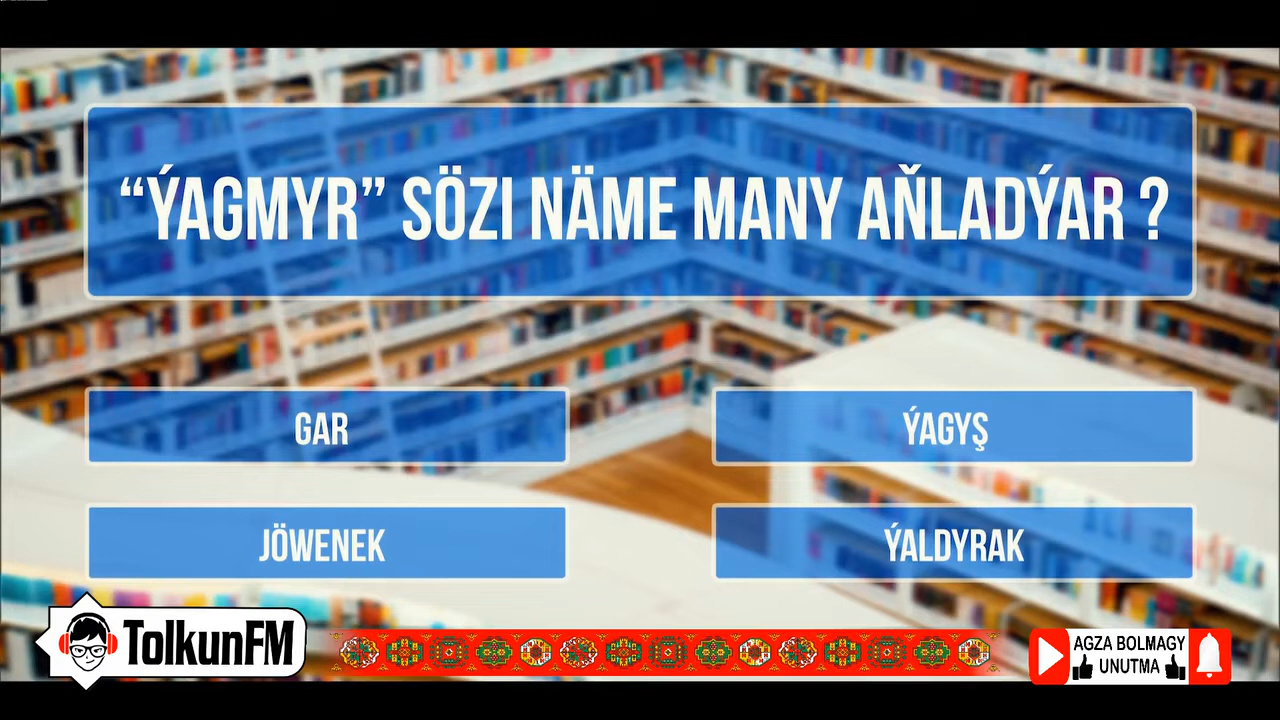 “ÝAGMYR” SÖZI NÄME MANY AŇLADÝAR ?
GAR
ÝAGYŞ
JÖWENEK
ÝALDYRAK
TolkunFM
AGZA BOLMAGY
UNUTMA